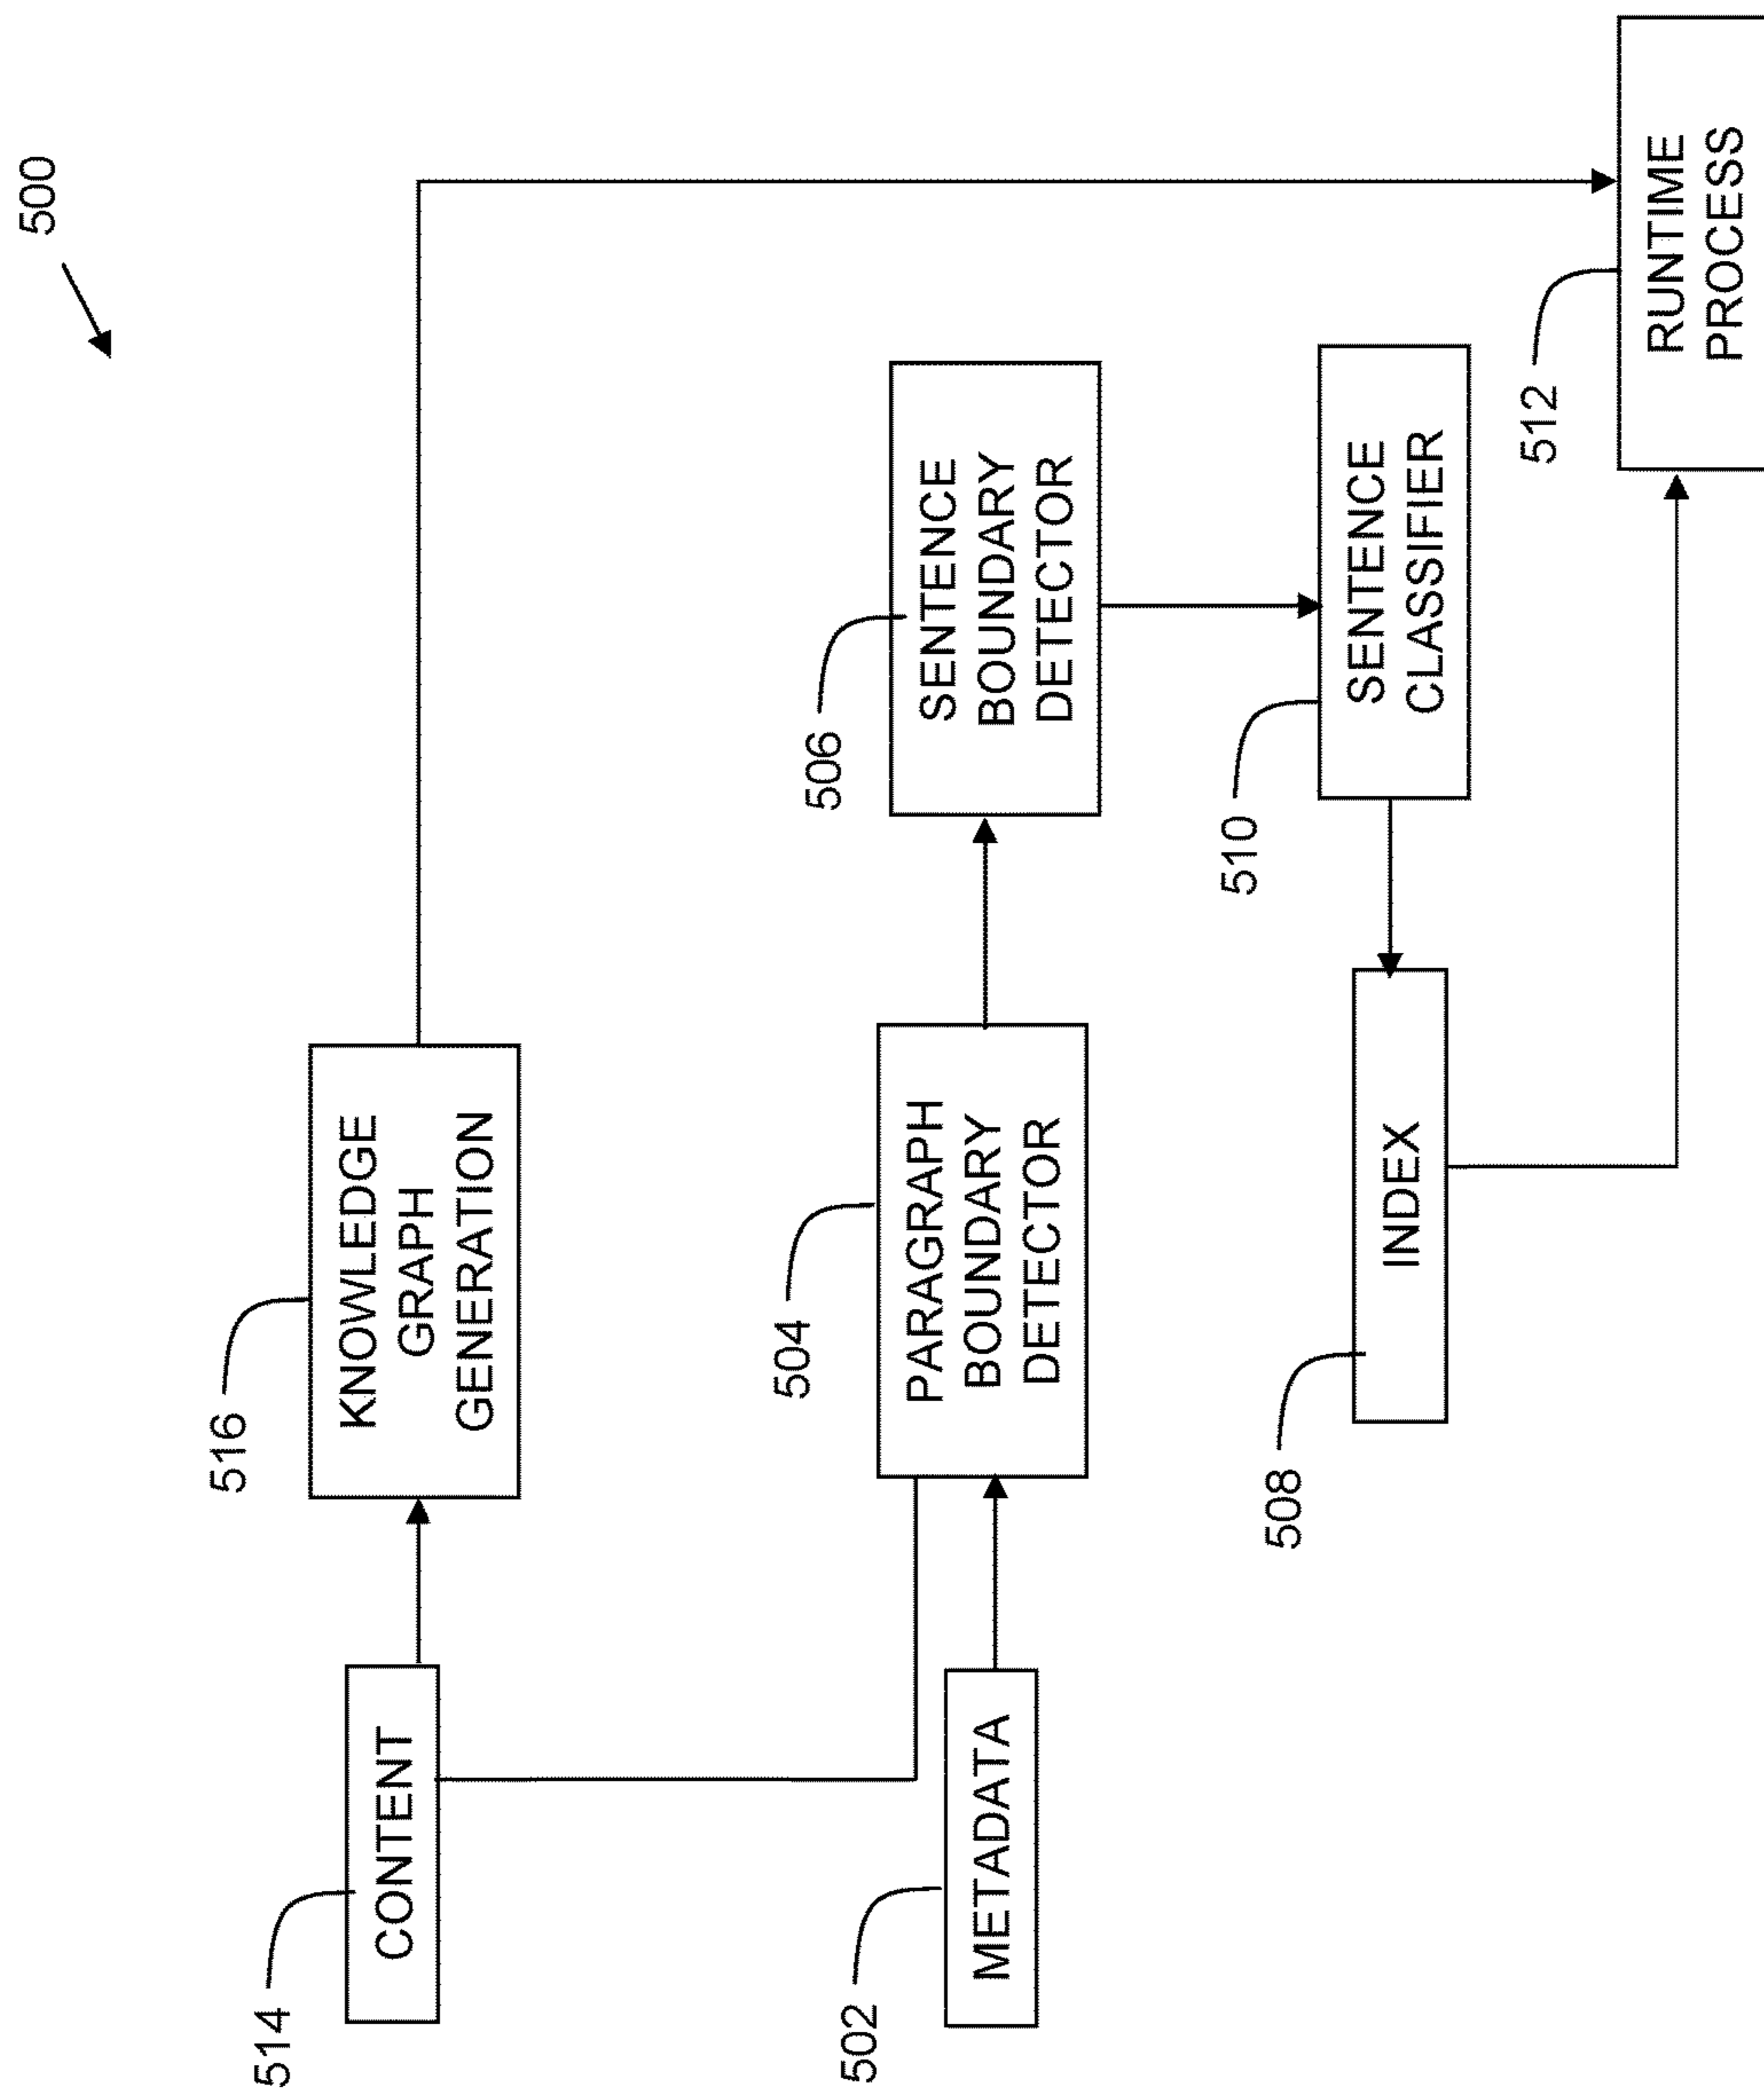 500
516
KNOWLEDGE
GRAPH
GENERATION
514
CONTENT
506
SENTENCE
BOUNDARY
DETECTOR
504
PARAGRAPH
BOUNDARY
DETECTOR
502
METADATA
510
SENTENCE
CLASSIFIER
508
INDEX
512
RUNTIME
PROCESS